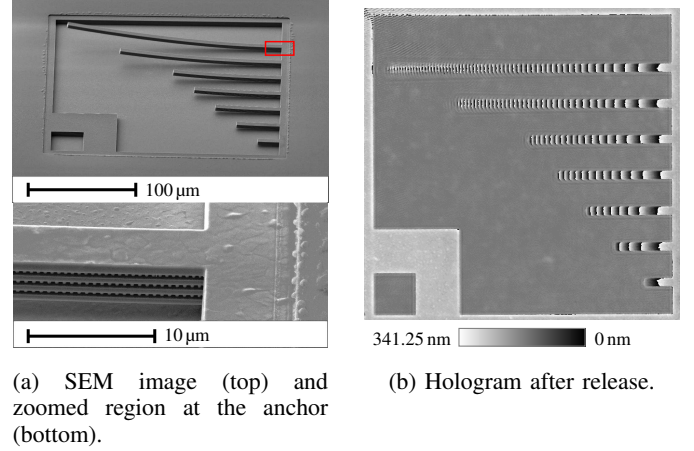 100 µm
10 µm
341.25 nm
0 nm
(a) SEM image (top) and
zoomed region at the anchor
(bottom).
(b) Hologram after release.